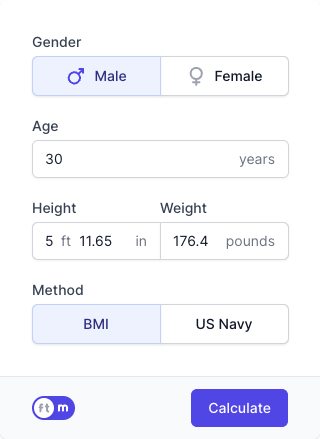 Gender
Male Female
Age
30 years
Height Weight
5 ft 11.65 in 176.4 pounds
Method
BMI US Navy
ft m Calculate